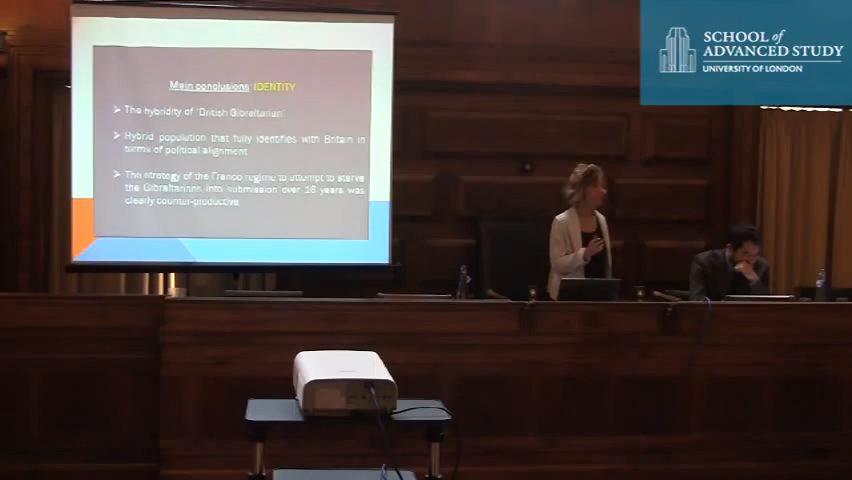 SCHOOL of
ADVANCED STUDY
UNIVERSITY OF LONDON
Main conclusions IDENTITY
➢ The hybridity of 'British Gibraltarian'
➢ Hybrid population that fully identifies with Britain in
terms of political alignment
➢ The strategy of the Franco regime to attempt to starve
the Gibraltarians into submission over 16 years was
clearly counter-productive